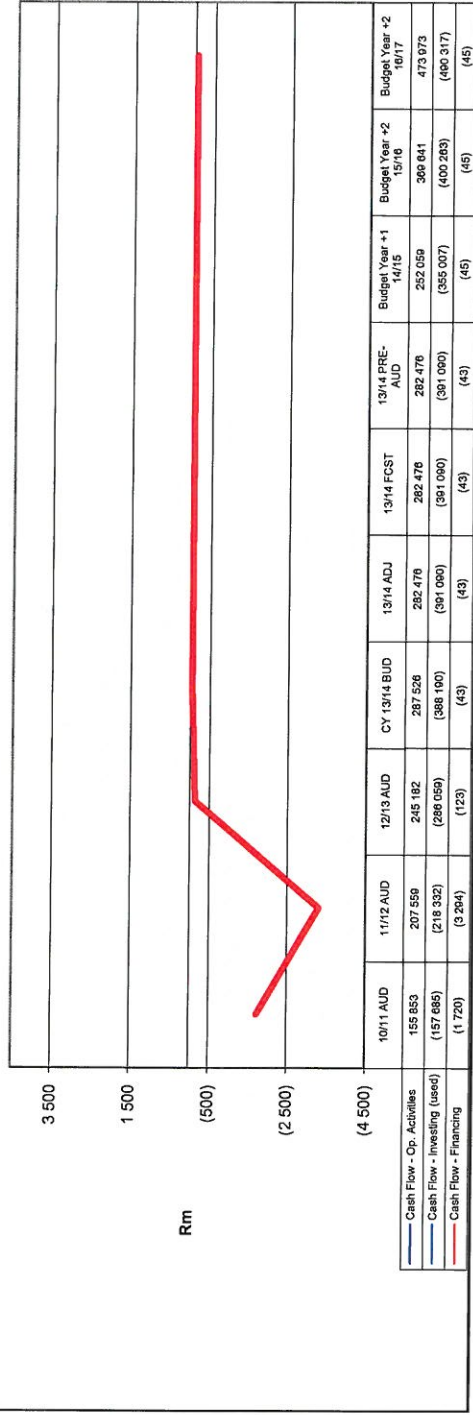 3 500
1 500
(500)
(2 500)
(4 500)
Rm
10/11 AUD 11/12 AUD 12/13 AUD CY 13/14 BUD 13/14 ADJ 13/14 FCST 13/14 PRE- Budget Year +1 Budget Year +2 Budget Year +2
AUD 14/15 15/16 16/17
Cash Flow - Op. Activities 155 853 207 559 245 182 287 526 282 476 282 476 282 476 252 059 369 641 473 973
Cash Flow - Investing (used) (157 685) (218 332) (286 059) (388 190) (391 090) (391 090) (391 090) (355 007) (400 263) (490 317)
Cash Flow - Financing (1 720) (3 294) (123) (43) (43) (43) (43) (45) (45) (45)